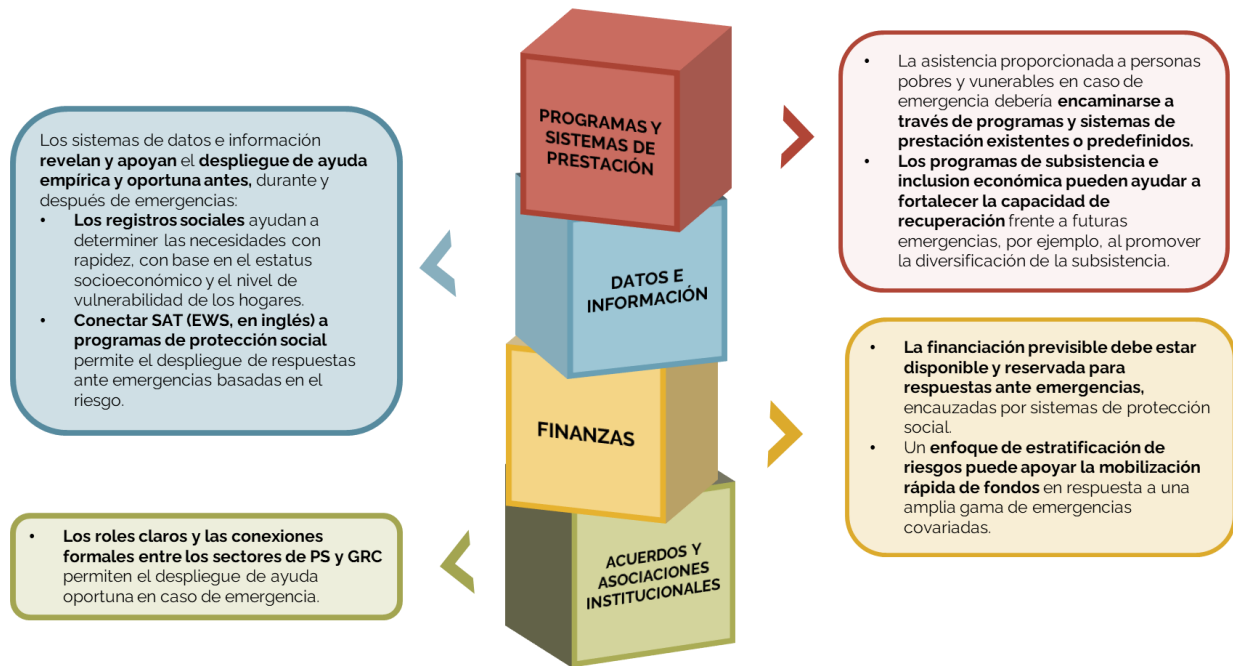 PROGRAMAS Y
SISTEMAS DE
PRESTACIÓN
• La asistencia proporcionada a personas
pobres y vunerables en caso de
emergencia debería encaminarse a
través de programas y sistemas de
prestación existentes o predefinidos.
• Los programas de subsistencia e
inclusion económica pueden ayudar a
fortalecer la capacidad de
recuperación frente a futuras
emergencias, por ejemplo, al promover
la diversificación de la subsistencia.
Los sistemas de datos e información
revelan y apoyan el despliegue de ayuda
empírica y oportuna antes, durante y
después de emergencias:
• Los registros sociales ayudan a
determiner las necesidades con
rapidez, con base en el estatus
socioeconómico y el nivel de
vulnerabilidad de los hogares.
• Conectar SAT (EWS, en inglés) a
programas de protección social
permite el despliegue de respuestas
ante emergencias basadas en el
riesgo.
DATOS E
INFORMACIÓN
FINANZAS
• La financiación previsible debe estar
disponible y reservada para
respuestas ante emergencias,
encauzadas por sistemas de protección
social.
• Un enfoque de estratificación de
riesgos puede apoyar la mobilización
rápida de fondos en respuesta a una
amplia gama de emergencias
covariadas.
• Los roles claros y las conexiones
formales entre los sectores de PS y GRC
permiten el despliegue de ayuda
oportuna en caso de emergencia.
ACUERDOS Y
ASOCIACIONES
INSTITUCIONALES